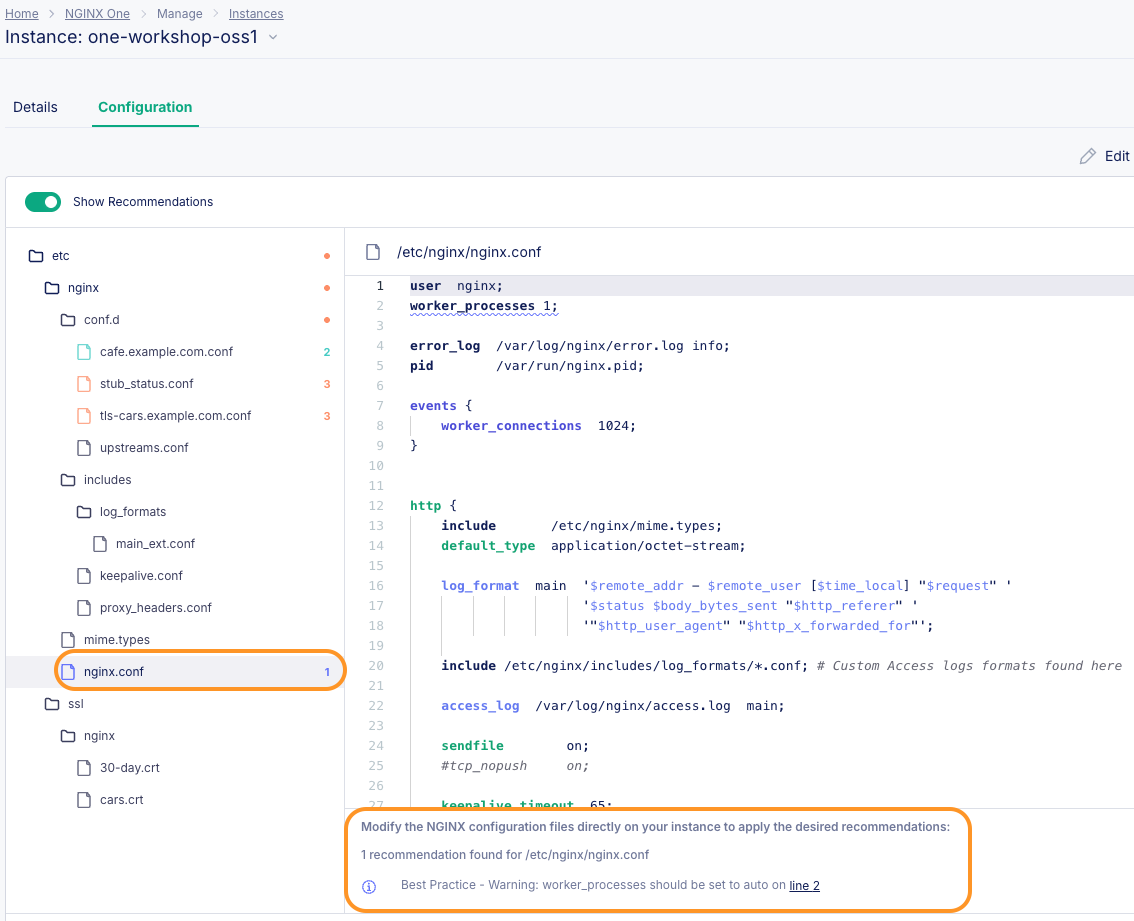 Home > NGINX One > Manage > Instances
Instance: one-workshop-oss1
Details Configuration
Edit
Show Recommendations
etc
nginx
conf.d
cafe.example.com.conf 2
stub_status.conf 3
tls-cars.example.com.conf 3
upstreams.conf
includes
log_formats
main_ext.conf
keepalive.conf
proxy_headers.conf
mime.types
nginx.conf 1
ssl
nginx
30-day.crt
cars.crt
/etc/nginx/nginx.conf
1 user  nginx;
2 worker_processes 1;
3
4 error_log  /var/log/nginx/error.log info;
5 pid        /var/run/nginx.pid;
6
7 events {
8     worker_connections  1024;
9 }
10
11
12 http {
13     include       /etc/nginx/mime.types;
14     default_type  application/octet-stream;
15
16     log_format  main  '$remote_addr - $remote_user [$time_local] "$request" '
17                       '$status $body_bytes_sent "$http_referer" '
18                       '"$http_user_agent" "$http_x_forwarded_for"';
19
20     include /etc/nginx/includes/log_formats/*.conf; # Custom Access logs formats found here
21
22     access_log  /var/log/nginx/access.log  main;
23
24     sendfile        on;
25     #tcp_nopush     on;
26
27     keepalive_timeout  65;
Modify the NGINX configuration files directly on your instance to apply the desired recommendations:
1 recommendation found for /etc/nginx/nginx.conf
Best Practice - Warning: worker_processes should be set to auto on line 2